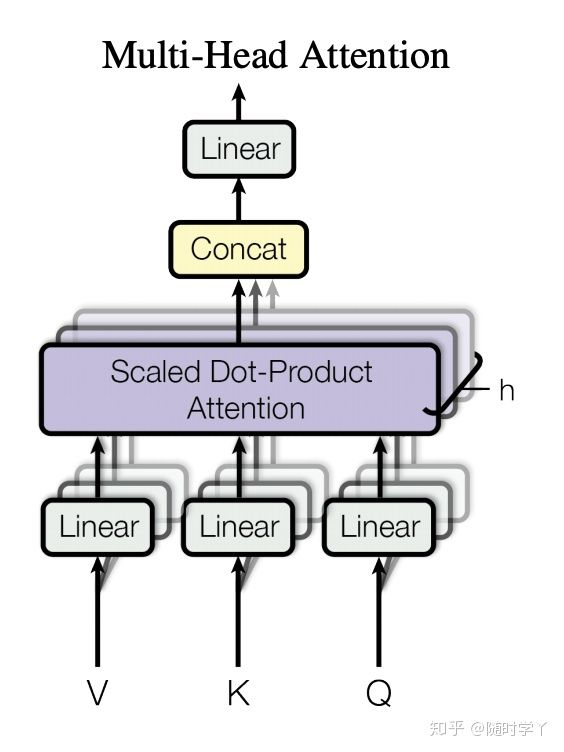 Multi-Head Attention
Linear
Concat
Scaled Dot-Product
Attention
h
Linear
Linear
Linear
V
K
Q
知乎 @随时学丫